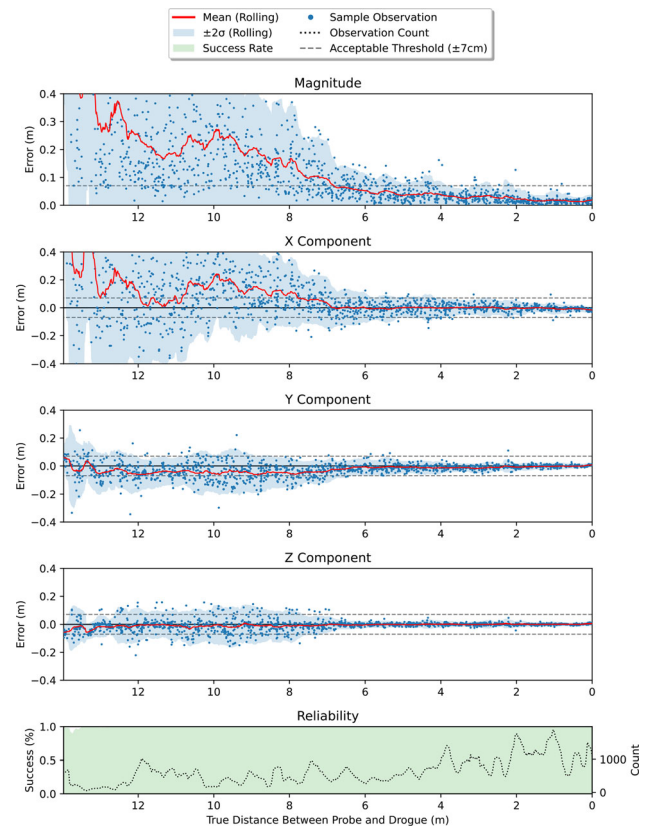 Mean (Rolling)
±2σ (Rolling)
Success Rate
Sample Observation
Observation Count
Acceptable Threshold (±7cm)
Magnitude
Error (m)
0.4
0.3
0.2
0.1
0.0
12 10 8 6 4 2 0
X Component
Error (m)
0.4
0.2
0.0
−0.2
−0.4
12 10 8 6 4 2 0
Y Component
Error (m)
0.4
0.2
0.0
−0.2
−0.4
12 10 8 6 4 2 0
Z Component
Error (m)
0.4
0.2
0.0
−0.2
−0.4
12 10 8 6 4 2 0
Reliability
Success (%)
1.0
0.5
0.0
1000
0
Count
12 10 8 6 4 2 0
True Distance Between Probe and Drogue (m)